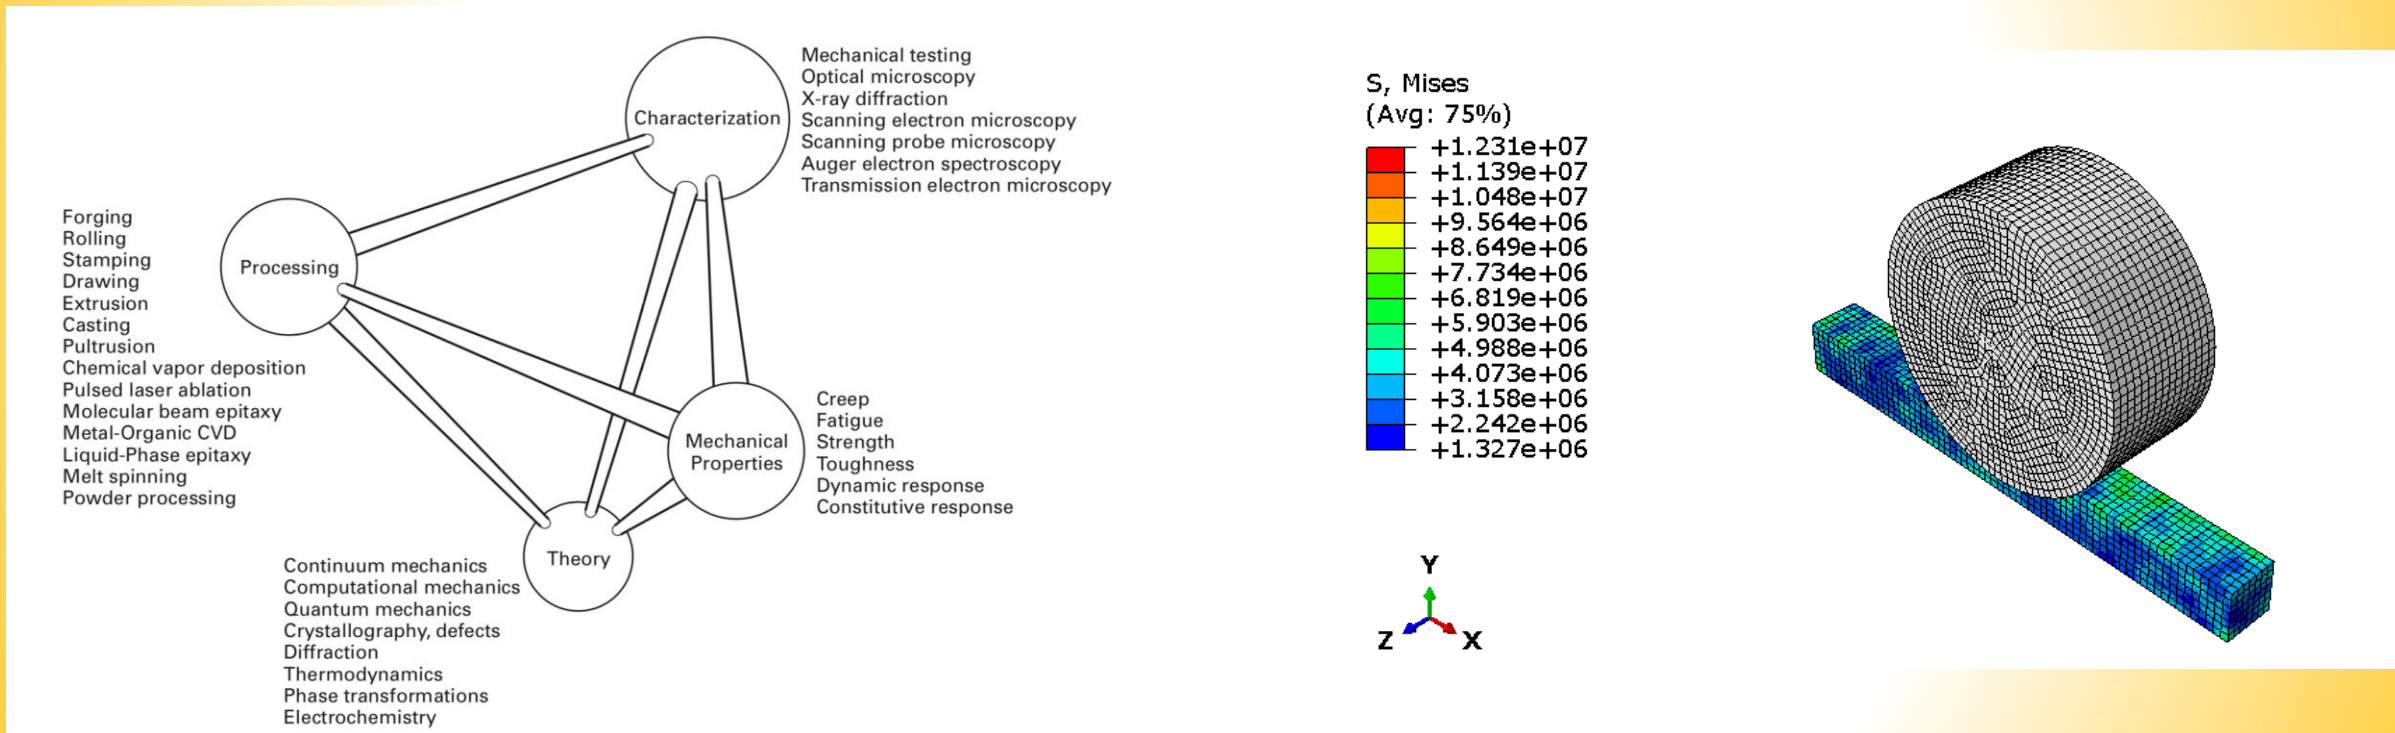 Characterization
Mechanical testing
Optical microscopy
X-ray diffraction
Scanning electron microscopy
Scanning probe microscopy
Auger electron spectroscopy
Transmission electron microscopy
Processing
Forging
Rolling
Stamping
Drawing
Extrusion
Casting
Pultrusion
Chemical vapor deposition
Pulsed laser ablation
Molecular beam epitaxy
Metal-Organic CVD
Liquid-Phase epitaxy
Melt spinning
Powder processing
Mechanical
Properties
Creep
Fatigue
Strength
Toughness
Dynamic response
Constitutive response
Theory
Continuum mechanics
Computational mechanics
Quantum mechanics
Crystallography, defects
Diffraction
Thermodynamics
Phase transformations
Electrochemistry
S, Mises
(Avg: 75%)
+1.231e+07
+1.139e+07
+1.048e+07
+9.564e+06
+8.649e+06
+7.734e+06
+6.819e+06
+5.903e+06
+4.988e+06
+4.073e+06
+3.158e+06
+2.242e+06
+1.327e+06
Y
Z
X